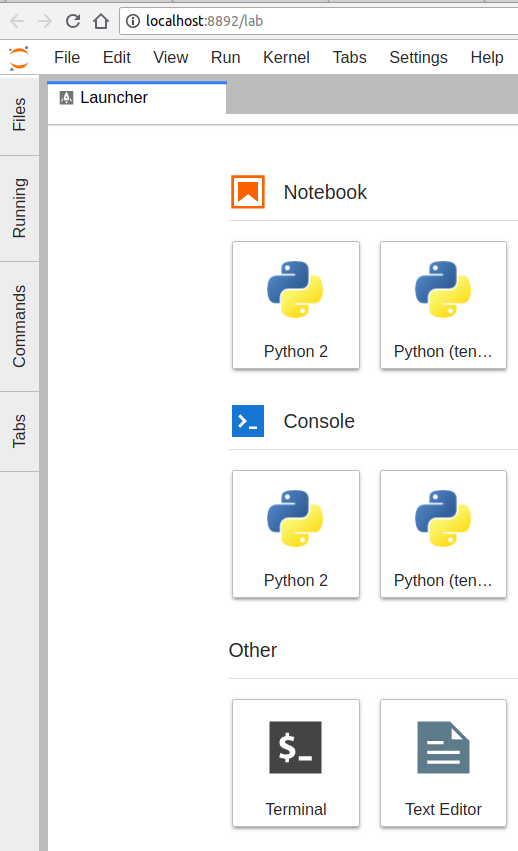 localhost:8892/lab
File Edit View Run Kernel Tabs Settings Help
Launcher
Files
Running
Commands
Tabs
Notebook
Python 2 Python (ten…
Console
Python 2 Python (ten…
Other
$_
Terminal Text Editor